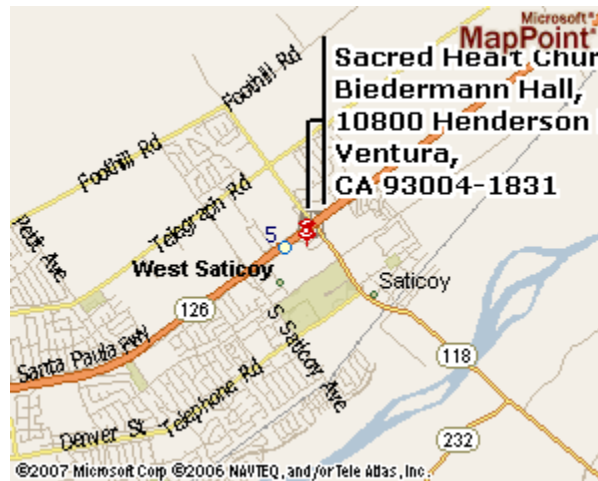 Microsoft®
MapPoint®
Sacred Heart Chur
Biedermann Hall,
10800 Henderson
Ventura,
CA 93004-1831
Foothill Rd
Foothill Rd
Telegraph Rd
Petit Ave
5
West Saticoy
Saticoy
126
S Saticoy Ave
Santa Paula Fwy
118
Telephone Rd
Denver St
232
©2007 Microsoft Corp ©2006 NAVTEQ, and/or Tele Atlas, Inc.